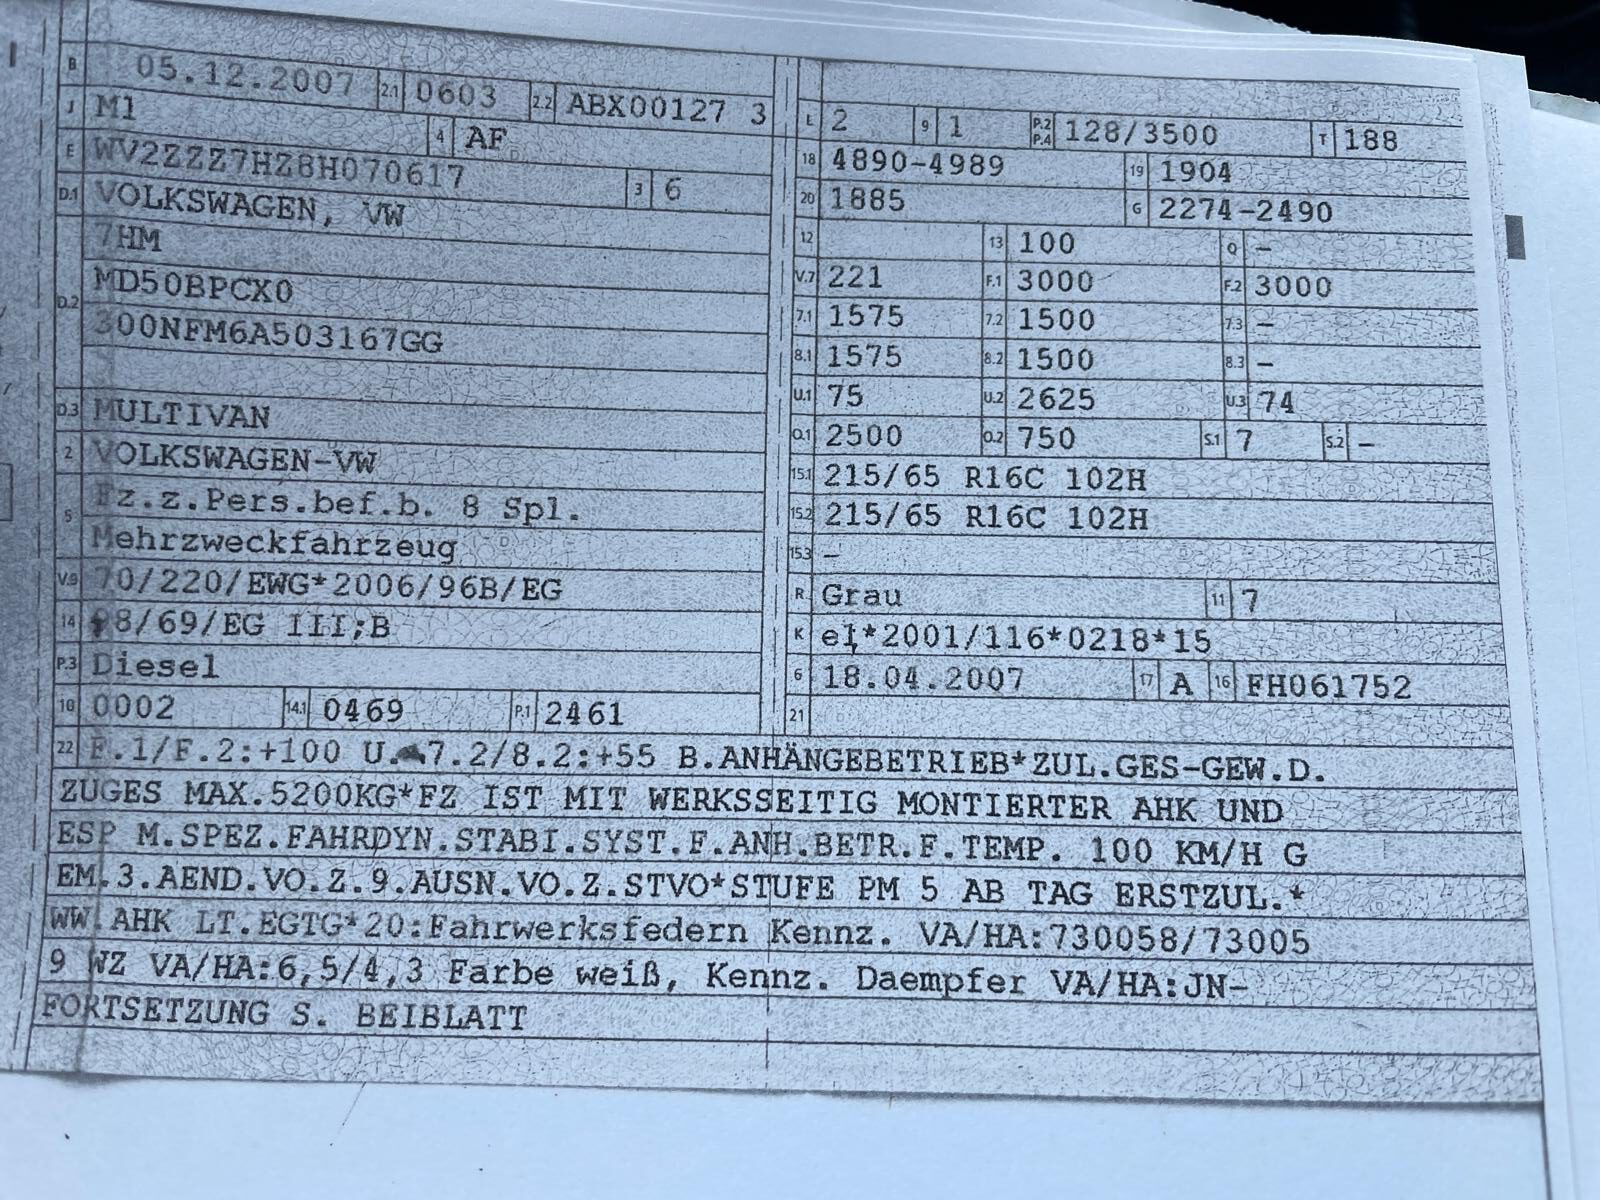 B 05.12.2007 2.1 0603 2.2 ABX00127 3
J M1 4 AF
E WV2ZZZ7HZ8H070617 3 6
D.1 VOLKSWAGEN, VW
7HM
D.2 MD50BPCX0
300NFM6A503167GG
D.3 MULTIVAN
2 VOLKSWAGEN-VW
5 Fz.z.Pers.bef.b. 8 Spl.
Mehrzweckfahrzeug
V.9 70/220/EWG*2006/96B/EG
14 98/69/EG III;B
P.3 Diesel
10 0002 14.1 0469 P.1 2461
L 2 9 1 P.2 P.4 128/3500 T 188
18 4890-4989 19 1904
20 1885 G 2274-2490
12 13 100 Q –
V.7 221 F.1 3000 F.2 3000
7.1 1575 7.2 1500 7.3 –
8.1 1575 8.2 1500 8.3 –
U.1 75 U.2 2625 U.3 74
O.1 2500 O.2 750 S.1 7 S.2 –
15.1 215/65 R16C 102H
15.2 215/65 R16C 102H
15.3 –
R Grau 11 7
K e1*2001/116*0218*15
6 18.04.2007 17 A 16 FH061752
21
22 F.1/F.2:+100 U. 7.2/8.2:+55 B.ANHÄNGEBETRIEB*ZUL.GES-GEW.D.
ZUGES MAX.5200KG*FZ IST MIT WERKSSEITIG MONTIERTER AHK UND
ESP M.SPEZ.FAHRDYN.STABI.SYST.F.ANH.BETR.F.TEMP. 100 KM/H G
EM.3.AEND.VO.Z.9.AUSN.VO.Z.STVO*STUFE PM 5 AB TAG ERSTZUL.*
WW.AHK LT.EGTG*20:Fahrwerksfedern Kennz. VA/HA:730058/73005
9 WZ VA/HA:6,5/4,3 Farbe weiß, Kennz. Daempfer VA/HA:JN-
FORTSETZUNG S. BEIBLATT